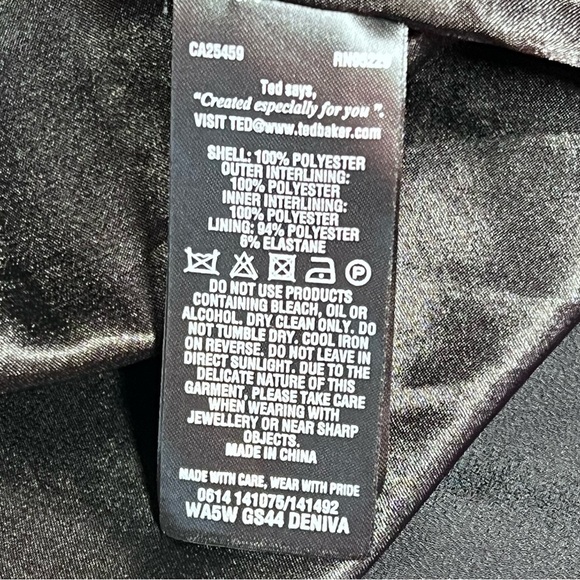 CA25459
Ted says,
"Created especially for you".
VISIT TED@www.tedbaker.com
SHELL: 100% POLYESTER
OUTER INTERLINING:
100% POLYESTER
INNER INTERLINING:
100% POLYESTER
LINING: 94% POLYESTER
6% ELASTANE
P
DO NOT USE PRODUCTS
CONTAINING BLEACH, OIL OR
ALCOHOL. DRY CLEAN ONLY. DO
NOT TUMBLE DRY. COOL IRON
ON REVERSE. DO NOT LEAVE IN
DIRECT SUNLIGHT. DUE TO THE
DELICATE NATURE OF THIS
GARMENT, PLEASE TAKE CARE
WHEN WEARING WITH
JEWELLERY OR NEAR SHARP
OBJECTS.
MADE IN CHINA
MADE WITH CARE, WEAR WITH PRIDE
0614 141075/141492
WA5W GS44 DENIVA